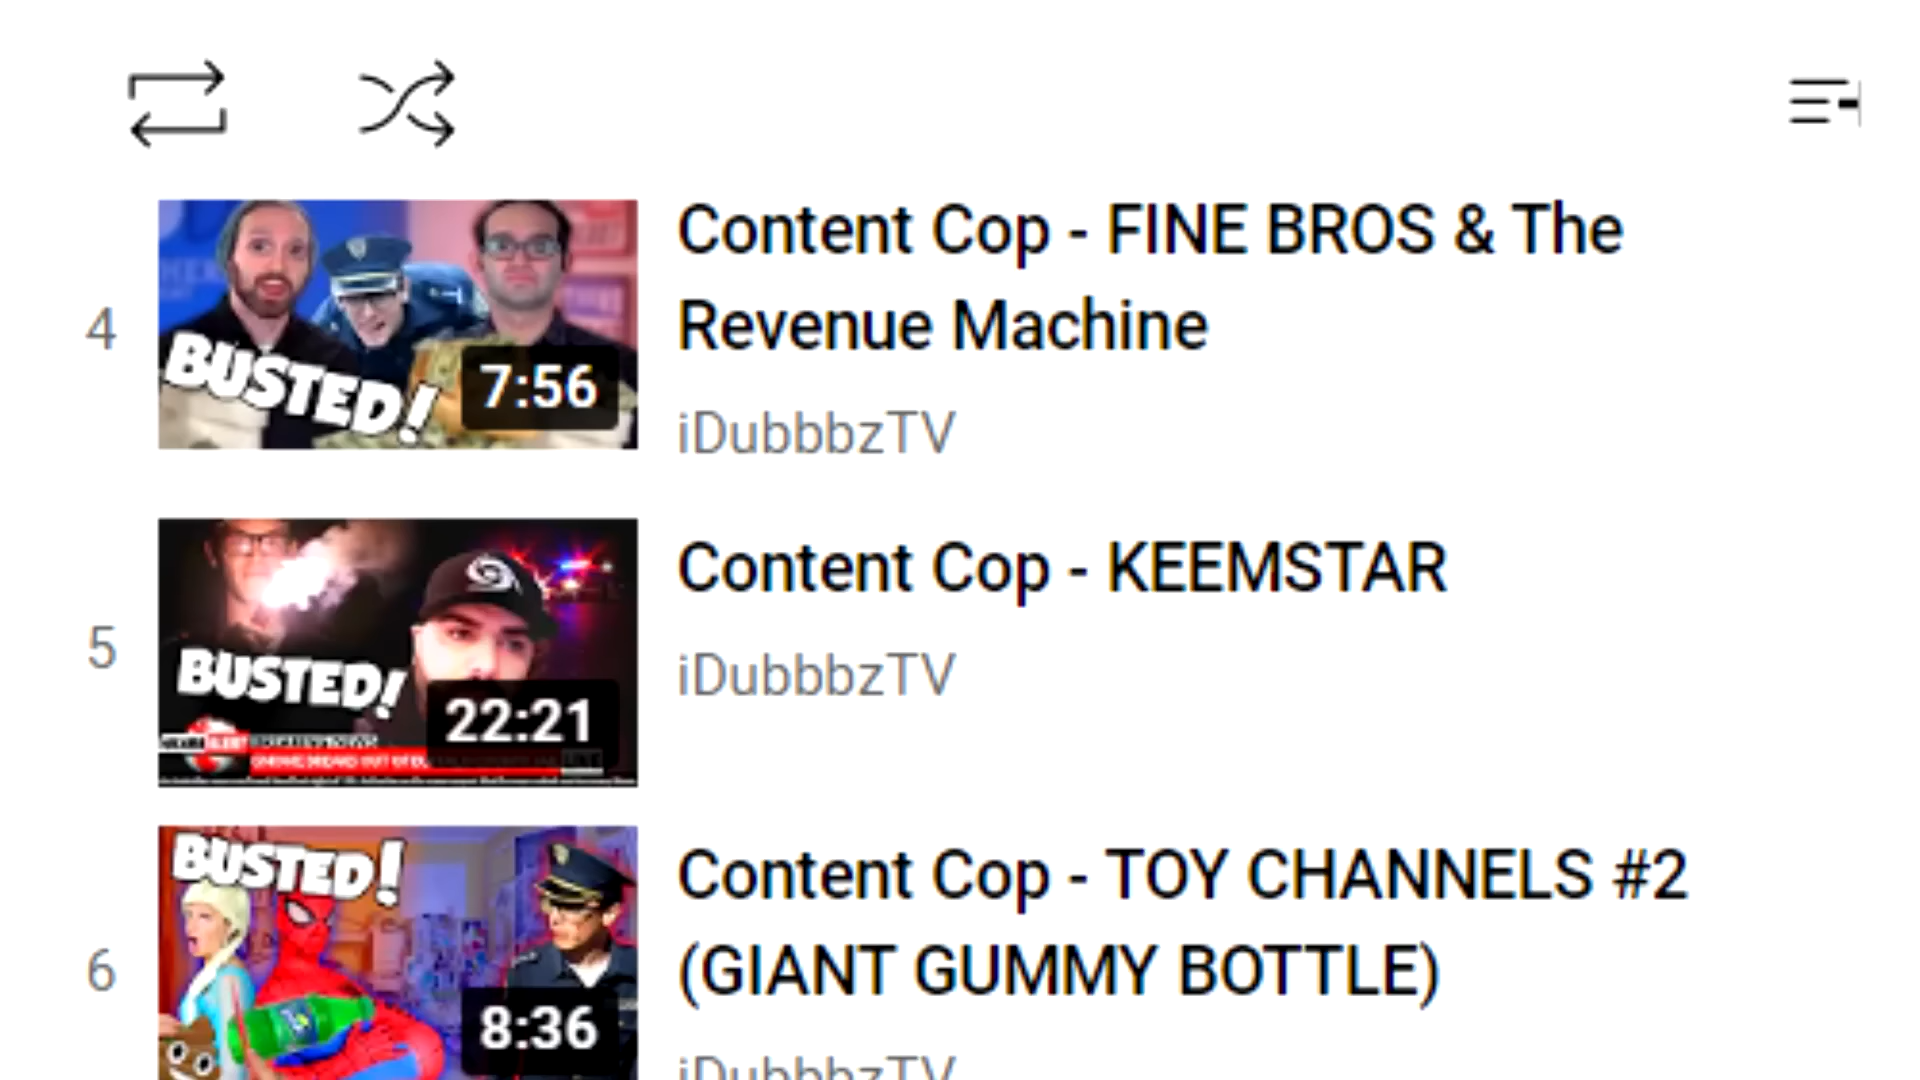 4
BUSTED!
7:56
Content Cop - FINE BROS & The
Revenue Machine
iDubbbzTV
5
BUSTED!
22:21
Content Cop - KEEMSTAR
iDubbbzTV
6
BUSTED!
8:36
Content Cop - TOY CHANNELS #2
(GIANT GUMMY BOTTLE)
iDubbbzTV